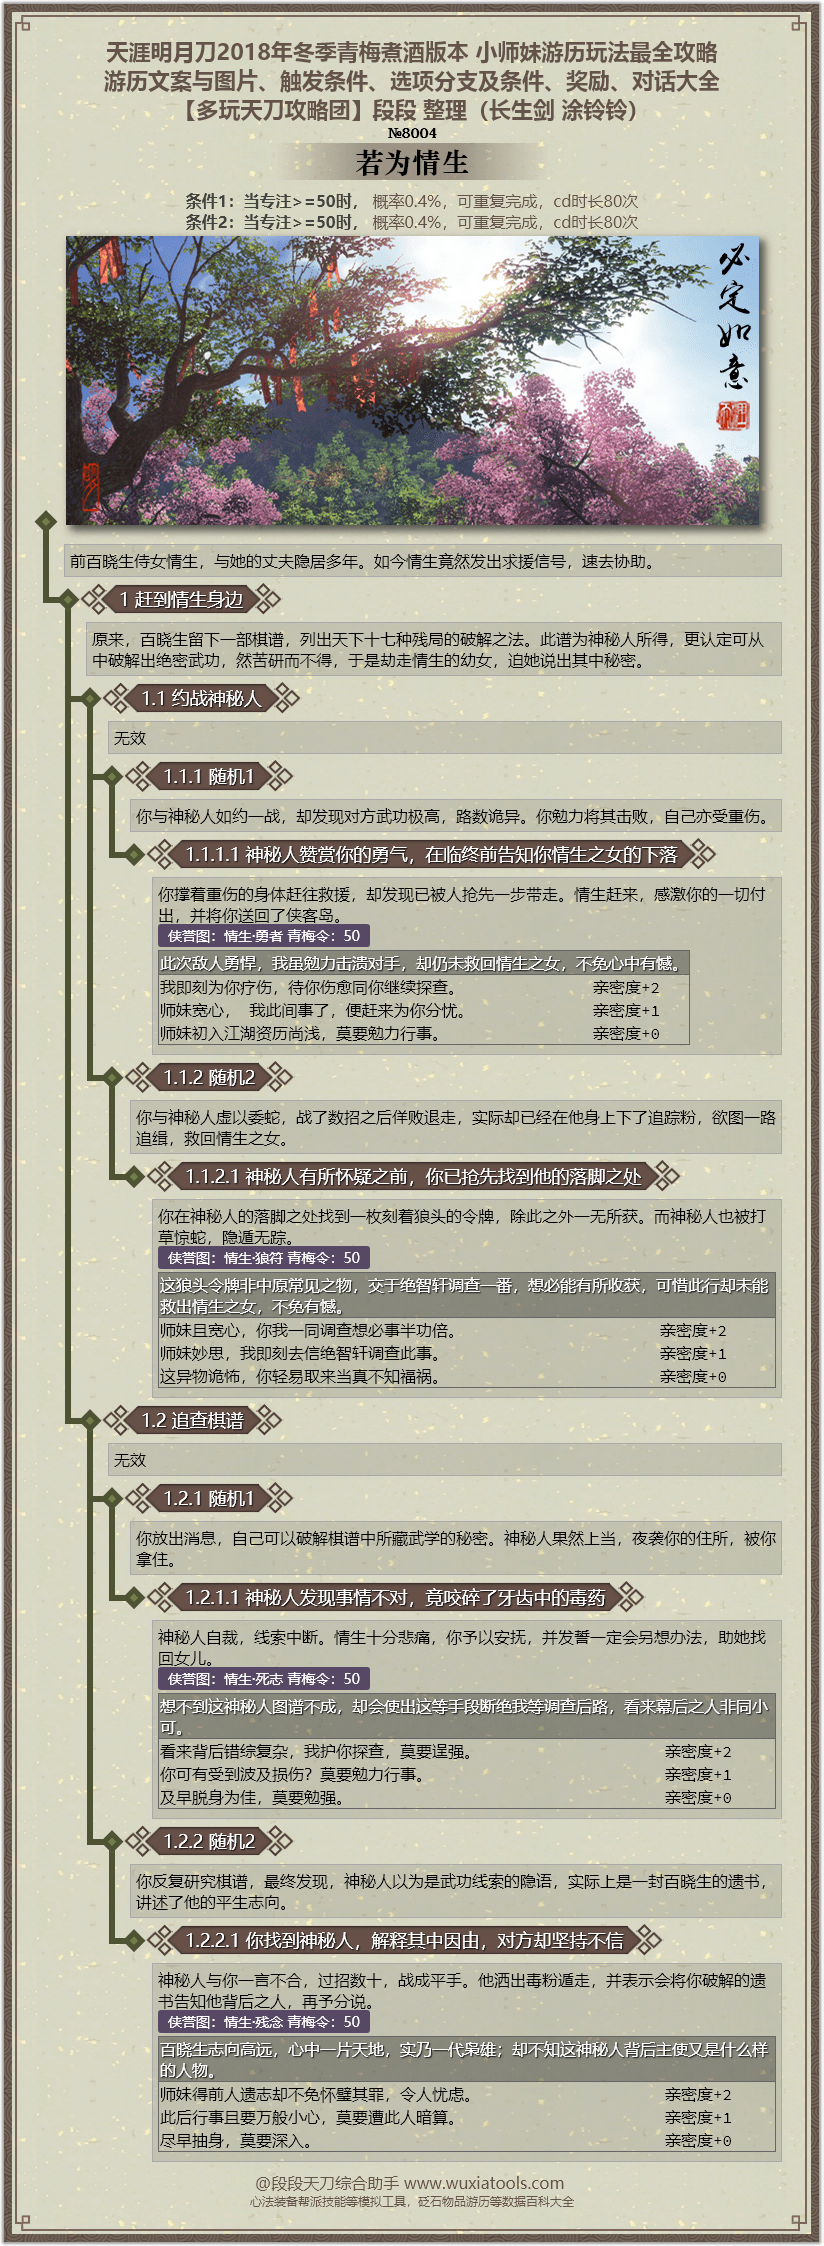 天涯明月刀2018年冬季青梅煮酒版本 小师妹游历玩法最全攻略
游历文案与图片、触发条件、选项分支及条件、奖励、对话大全
【多玩天刀攻略团】段段 整理（长生剑 涂铃铃）
№8004
若为情生
条件1：当专注>=50时， 概率0.4%，可重复完成，cd时长80次
条件2：当专注>=50时， 概率0.4%，可重复完成，cd时长80次
必定如意
前百晓生侍女情生，与她的丈夫隐居多年。如今情生竟然发出求援信号，速去协助。
1 赶到情生身边
原来，百晓生留下一部棋谱，列出天下十七种残局的破解之法。此谱为神秘人所得，更认定可从
中破解出绝密武功，然苦研而不得，于是劫走情生的幼女，迫她说出其中秘密。
1.1 约战神秘人
无效
1.1.1 随机1
你与神秘人如约一战，却发现对方武功极高，路数诡异。你勉力将其击败，自己亦受重伤。
1.1.1.1 神秘人赞赏你的勇气，在临终前告知你情生之女的下落
你撑着重伤的身体赶往救援，却发现已被人抢先一步带走。情生赶来，感激你的一切付
出，并将你送回了侠客岛。
侠誉图：情生·勇者 青梅令：50
此次敌人勇悍，我虽勉力击溃对手，却仍未救回情生之女，不免心中有憾。
我即刻为你疗伤，待你伤愈同你继续探查。 亲密度+2
师妹宽心， 我此间事了，便赶来为你分忧。 亲密度+1
师妹初入江湖资历尚浅，莫要勉力行事。 亲密度+0
1.1.2 随机2
你与神秘人虚以委蛇，战了数招之后佯败退走，实际却已经在他身上下了追踪粉，欲图一路
追缉，救回情生之女。
1.1.2.1 神秘人有所怀疑之前，你已抢先找到他的落脚之处
你在神秘人的落脚之处找到一枚刻着狼头的令牌，除此之外一无所获。而神秘人也被打
草惊蛇，隐遁无踪。
侠誉图：情生·狼符 青梅令：50
这狼头令牌非中原常见之物，交于绝智轩调查一番，想必能有所收获，可惜此行却未能
救出情生之女，不免有憾。
师妹且宽心，你我一同调查想必事半功倍。 亲密度+2
师妹妙思，我即刻去信绝智轩调查此事。 亲密度+1
这异物诡怖，你轻易取来当真不知福祸。 亲密度+0
1.2 追查棋谱
无效
1.2.1 随机1
你放出消息，自己可以破解棋谱中所藏武学的秘密。神秘人果然上当，夜袭你的住所，被你
拿住。
1.2.1.1 神秘人发现事情不对，竟咬碎了牙齿中的毒药
神秘人自裁，线索中断。情生十分悲痛，你予以安抚，并发誓一定会另想办法，助她找
回女儿。
侠誉图：情生·死志 青梅令：50
想不到这神秘人图谱不成，却会使出这等手段断绝我等调查后路，看来幕后之人非同小
可。
看来背后错综复杂，我护你探查，莫要逞强。 亲密度+2
你可有受到波及损伤？莫要勉力行事。 亲密度+1
及早脱身为佳，莫要勉强。 亲密度+0
1.2.2 随机2
你反复研究棋谱，最终发现，神秘人以为是武功线索的隐语，实际上是一封百晓生的遗书，
讲述了他的平生志向。
1.2.2.1 你找到神秘人，解释其中因由，对方却坚持不信
神秘人与你一言不合，过招数十，战成平手。他洒出毒粉遁走，并表示会将你破解的遗
书告知他背后之人，再予分说。
侠誉图：情生·残念 青梅令：50
百晓生志向高远，心中一片天地，实乃一代枭雄；却不知这神秘人背后主使又是什么样
的人物。
师妹得前人遗志却不免怀璧其罪，令人忧虑。 亲密度+2
此后行事且要万般小心，莫要遭此人暗算。 亲密度+1
尽早抽身，莫要深入。 亲密度+0
@段段天刀综合助手 www.wuxiatools.com
心法装备帮派技能等模拟工具，砭石物品游历等数据百科大全